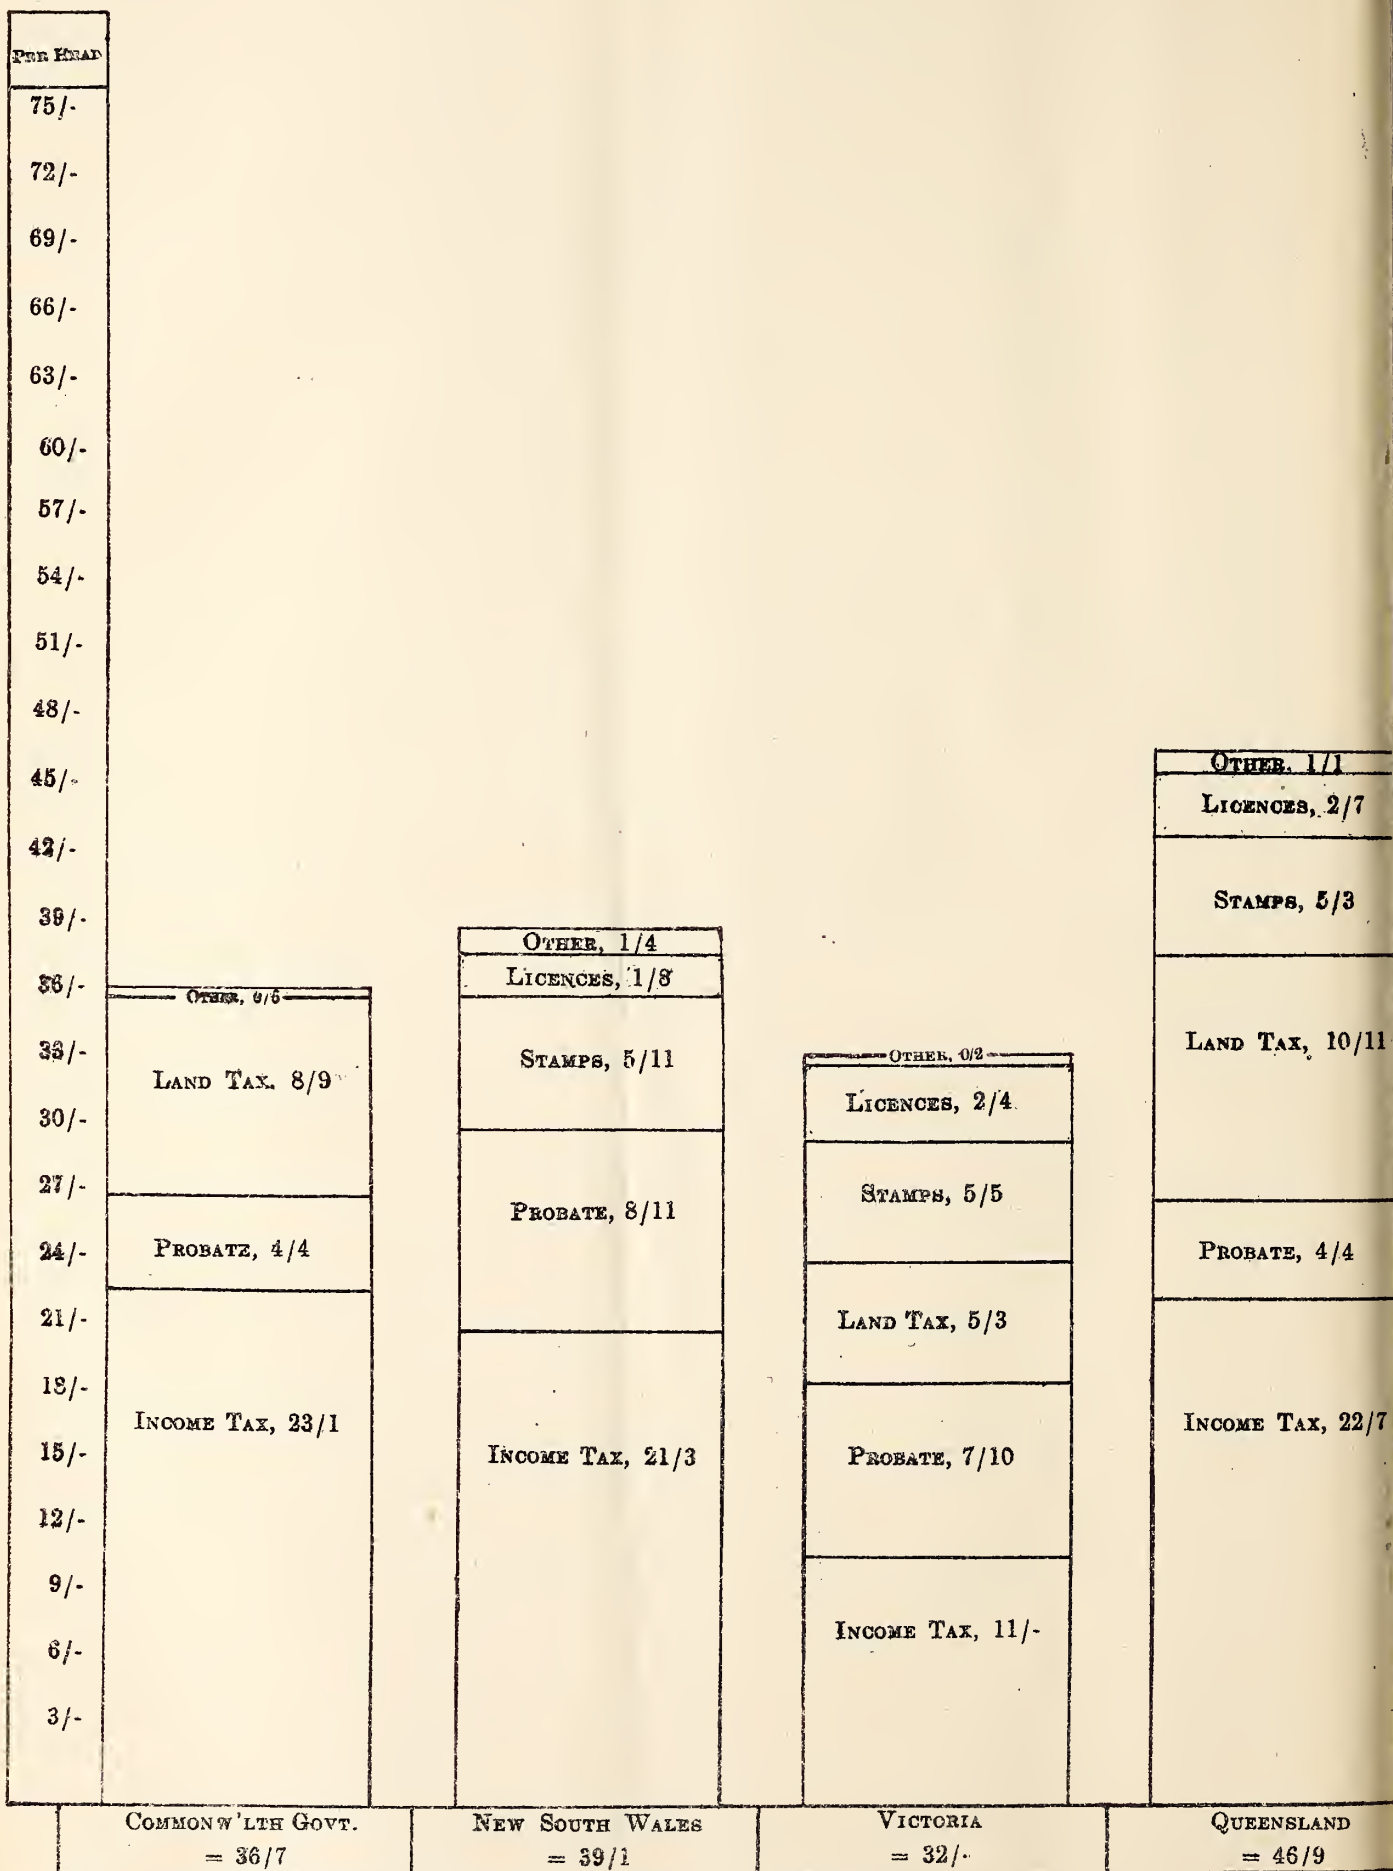 PER HEAD
75/-
72/-
69/-
66/-
63/-
60/-
57/-
54/-
51/-
48/-
45/-
42/-
39/-
36/-
33/-
30/-
27/-
24/-
21/-
18/-
15/-
12/-
9/-
6/-
3/-
OTHER, 0/5
LAND TAX. 8/9
PROBATE, 4/4
INCOME TAX, 23/1
COMMONW'LTH GOVT.
= 36/7
OTHER, 1/4
LICENCES, 1/8
STAMPS, 5/11
PROBATE, 8/11
INCOME TAX, 21/3
NEW SOUTH WALES
= 39/1
OTHER, 0/2
LICENCES, 2/4
STAMPS, 5/5
LAND TAX, 5/3
PROBATE, 7/10
INCOME TAX, 11/-
VICTORIA
= 32/-
OTHER, 1/1
LICENCES, 2/7
STAMPS, 5/3
LAND TAX, 10/11
PROBATE, 4/4
INCOME TAX, 22/7
QUEENSLAND
= 46/9